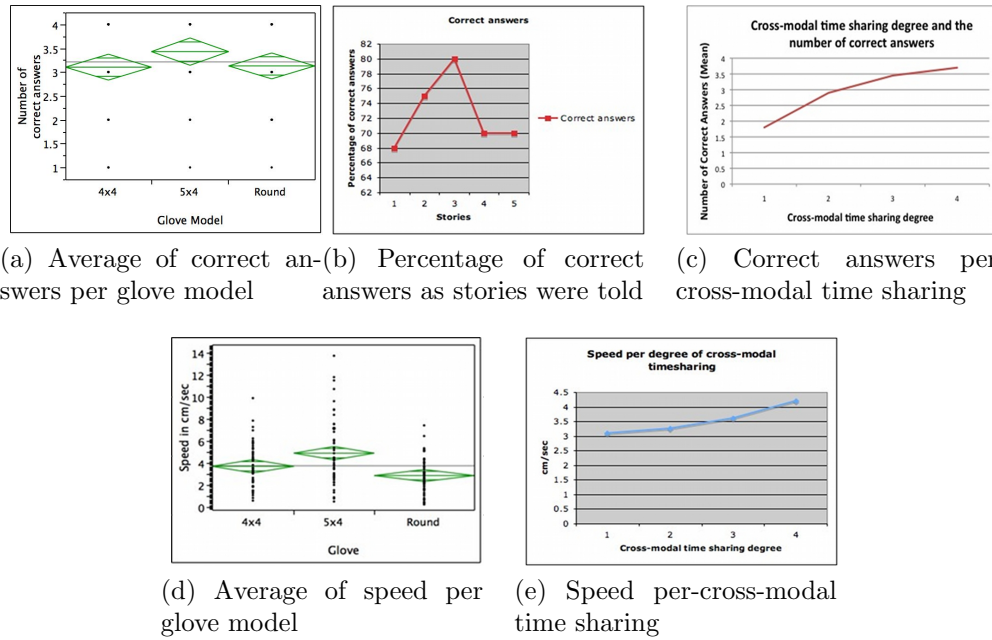 4
3.5
3
2.5
2
1.5
1
Number of
correct answers
4x4 5x4 Round
Glove Model
Correct answers
82
80
78
76
74
72
70
68
66
64
62
Percentage of correct answers
1 2 3 4 5
Stories
Correct answers
Cross-modal time sharing degree and the
number of correct answers
4
3.5
3
2.5
2
1.5
1
0.5
0
Number of Correct Answers (Mean)
1 2 3 4
Cross-modal time sharing degree
(a) Average of correct an-
swers per glove model
(b) Percentage of correct
answers as stories were told
(c) Correct answers per
cross-modal time sharing
14
12
10
8
6
4
2
0
Speed in cm/sec
4x4 5x4 Round
Glove
Speed per degree of cross-modal
timesharing
4.5
4
3.5
3
2.5
2
1.5
1
0.5
0
cm/sec
1 2 3 4
Cross-modal time sharing degree
(d) Average of speed per
glove model
(e) Speed per-cross-modal
time sharing